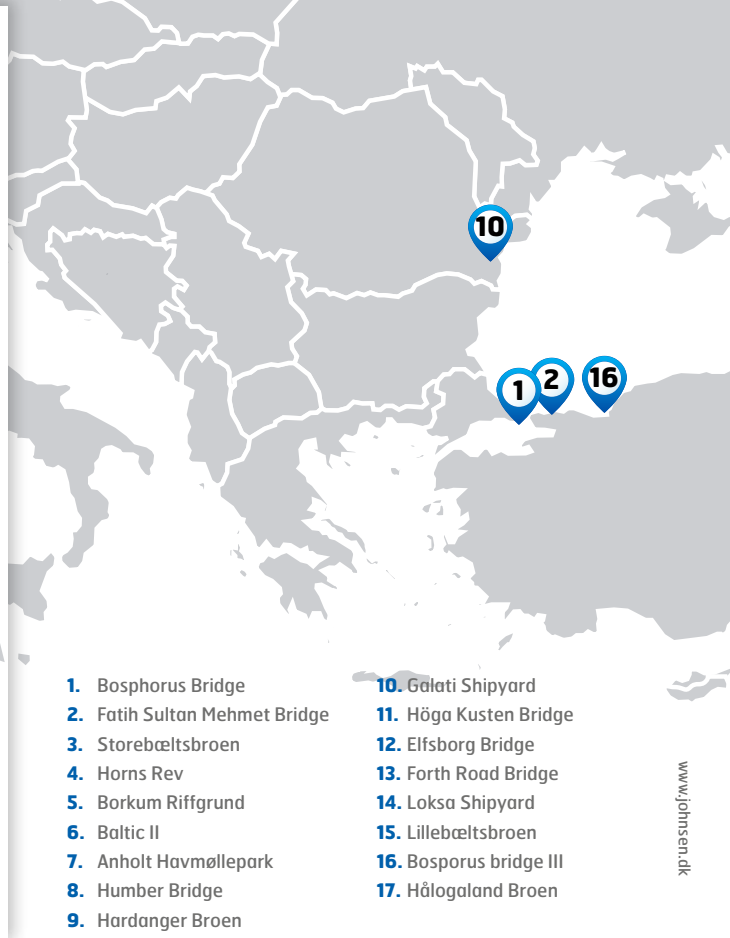 10
1
2
16
1. Bosphorus Bridge
2. Fatih Sultan Mehmet Bridge
3. Storebæltsbroen
4. Horns Rev
5. Borkum Riffgrund
6. Baltic II
7. Anholt Havmøllepark
8. Humber Bridge
9. Hardanger Broen
10. Galati Shipyard
11. Höga Kusten Bridge
12. Elfsborg Bridge
13. Forth Road Bridge
14. Loksa Shipyard
15. Lillebæltsbroen
16. Bosporus bridge III
17. Hålogaland Broen
www.johnsen.dk